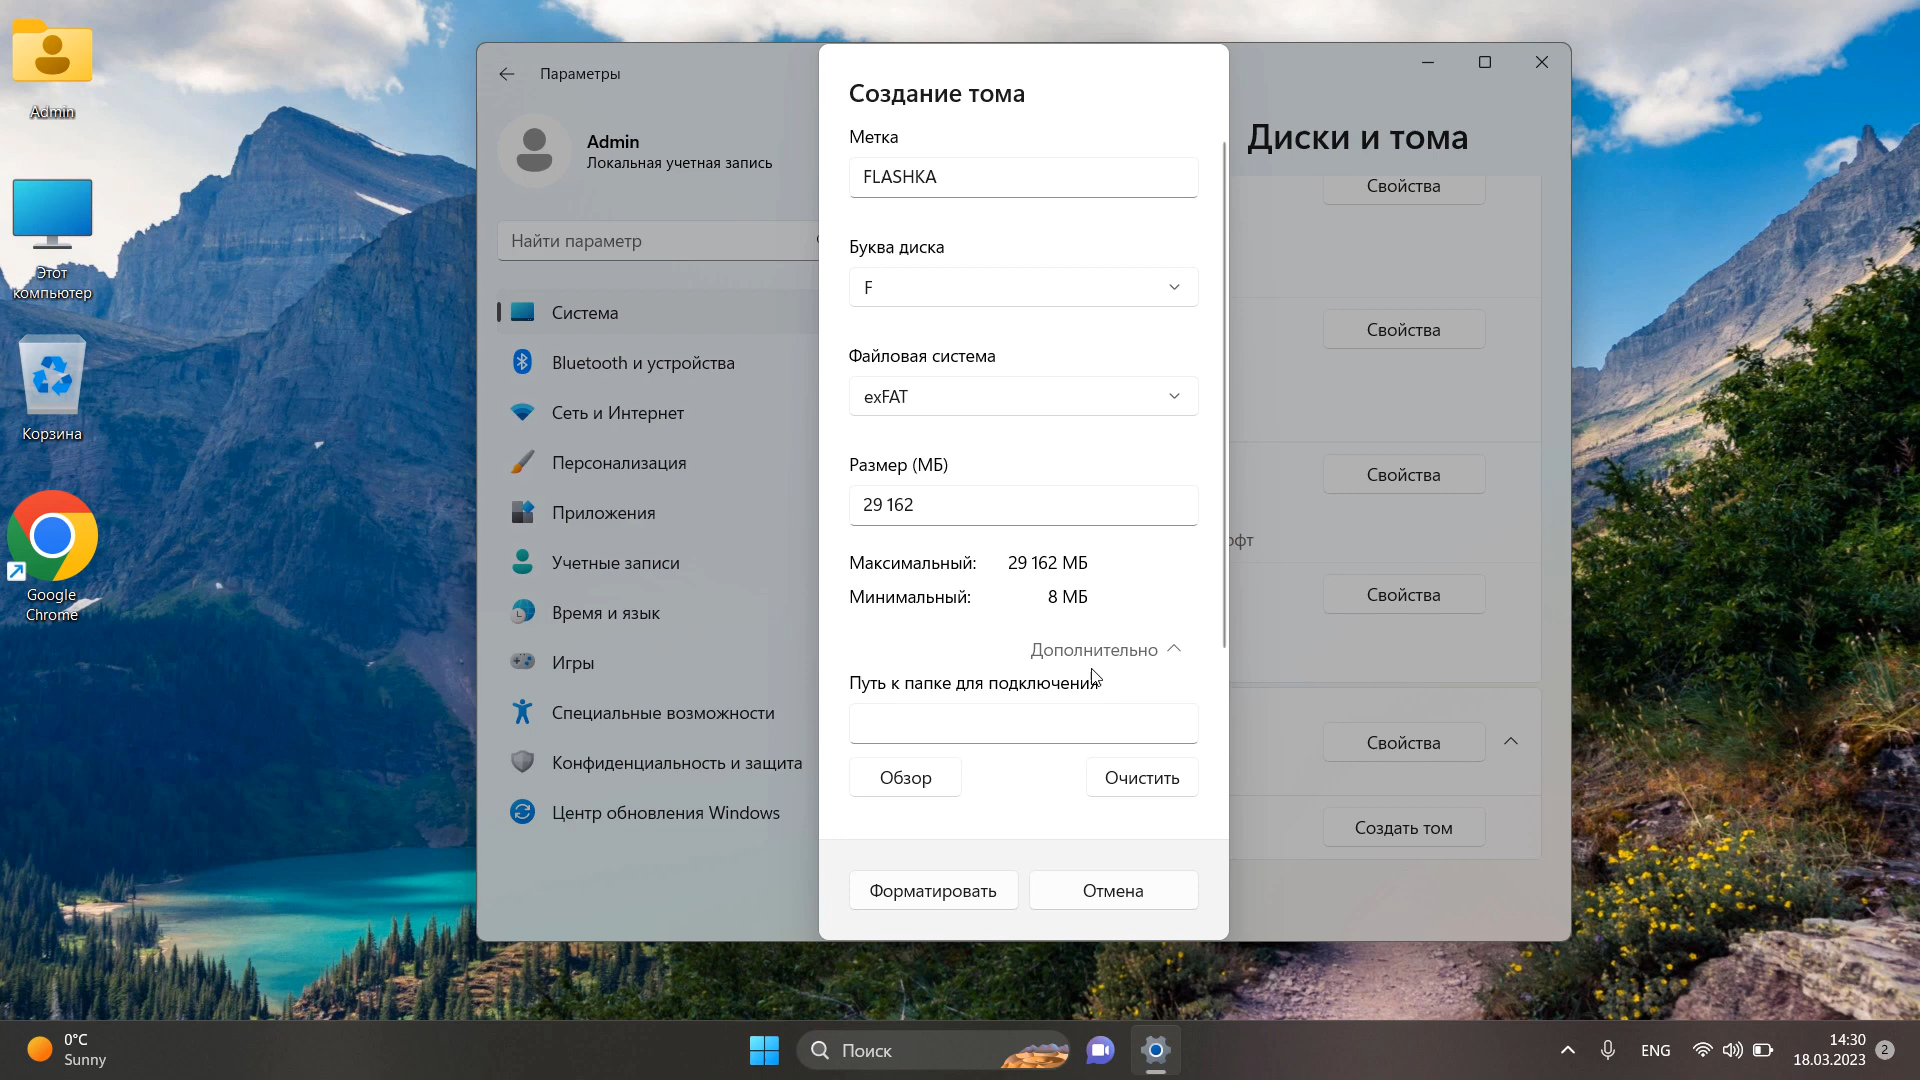 Admin
Этот
компьютер
Корзина
Google
Chrome
Параметры
Admin
Локальная учетная запись
Найти параметр
Система
Bluetooth и устройства
Сеть и Интернет
Персонализация
Приложения
Учетные записи
Время и язык
Игры
Специальные возможности
Конфиденциальность и защита
Центр обновления Windows
Создание тома
Метка
FLASHKA
Буква диска
F
Файловая система
exFAT
Размер (МБ)
29 162
Максимальный: 29 162 МБ
Минимальный: 8 МБ
Дополнительно
Путь к папке для подключения
Обзор
Очистить
Форматировать
Отмена
Диски и тома
Свойства
Свойства
Свойства
Свойства
Свойства
Создать том
0°C
Sunny
Поиск
ENG
14:30
18.03.2023
2